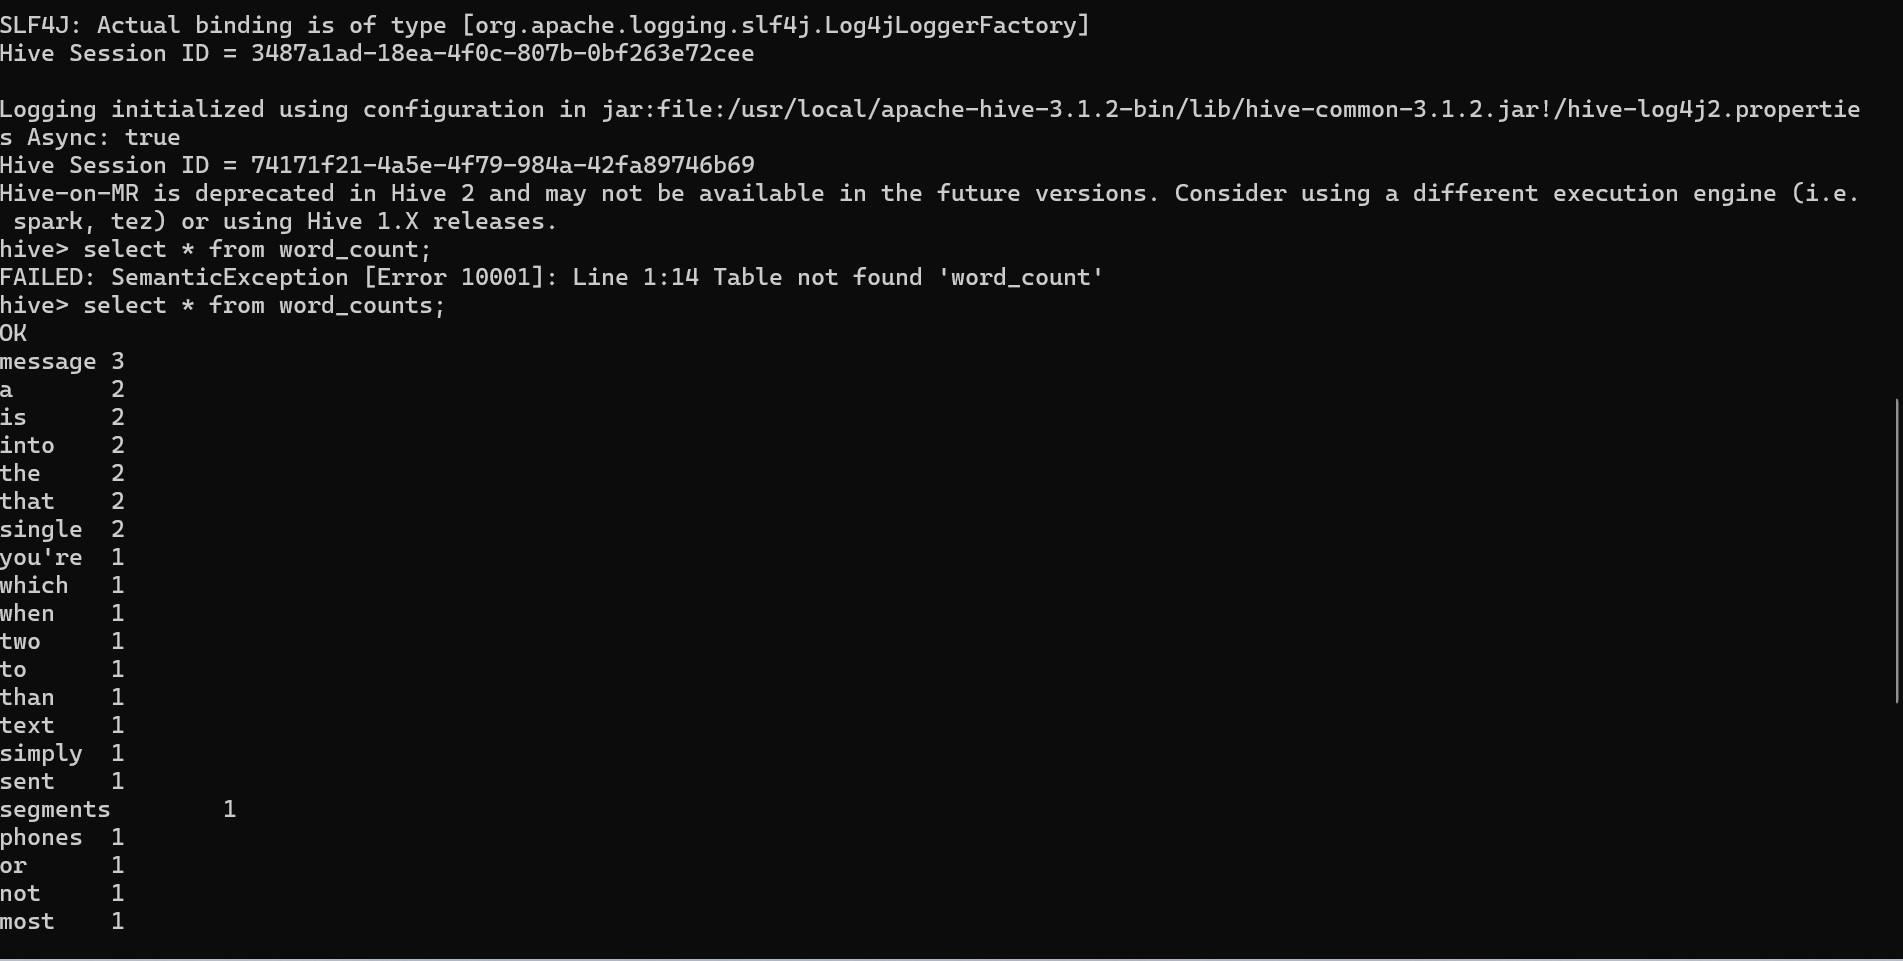 SLF4J: Actual binding is of type [org.apache.logging.slf4j.Log4jLoggerFactory]
Hive Session ID = 3487a1ad-18ea-4f0c-807b-0bf263e72cee
Logging initialized using configuration in jar:file:/usr/local/apache-hive-3.1.2-bin/lib/hive-common-3.1.2.jar!/hive-log4j2.propertie
s Async: true
Hive Session ID = 74171f21-4a5e-4f79-984a-42fa89746b69
Hive-on-MR is deprecated in Hive 2 and may not be available in the future versions. Consider using a different execution engine (i.e.
 spark, tez) or using Hive 1.X releases.
hive> select * from word_count;
FAILED: SemanticException [Error 10001]: Line 1:14 Table not found 'word_count'
hive> select * from word_counts;
OK
message 3
a       2
is      2
into    2
the     2
that    2
single  2
you're  1
which   1
when    1
two     1
to      1
than    1
text    1
simply  1
sent    1
segments        1
phones  1
or      1
not     1
most    1